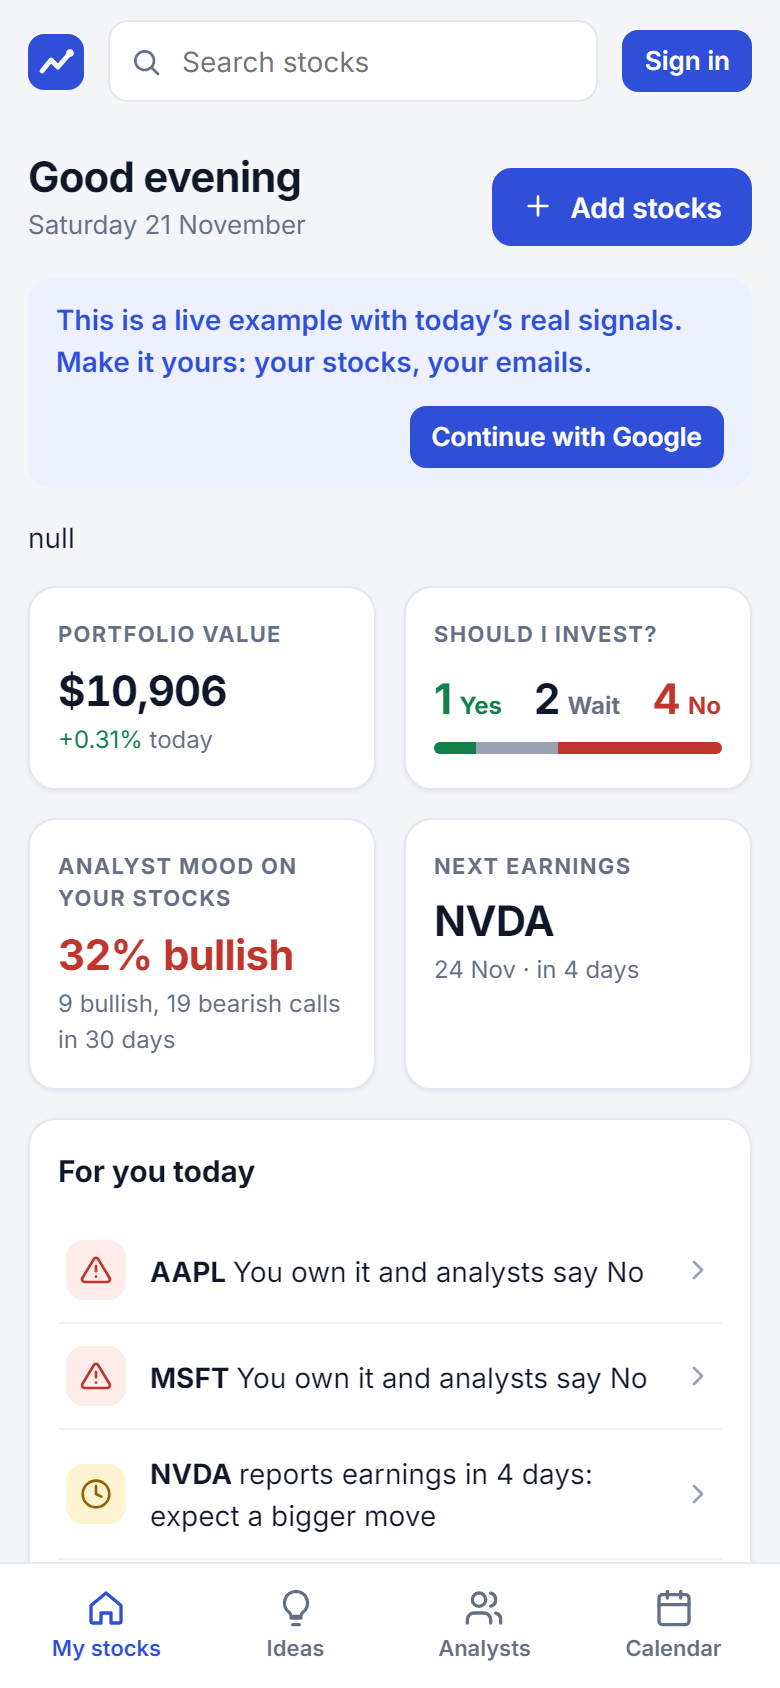 Search stocks
Sign in
Good evening
Saturday 21 November
Add stocks
This is a live example with today’s real signals.
Make it yours: your stocks, your emails.
Continue with Google
null
PORTFOLIO VALUE
$10,906
+0.31% today
SHOULD I INVEST?
1 Yes 2 Wait 4 No
ANALYST MOOD ON
YOUR STOCKS
32% bullish
9 bullish, 19 bearish calls
in 30 days
NEXT EARNINGS
NVDA
24 Nov · in 4 days
For you today
AAPL You own it and analysts say No
MSFT You own it and analysts say No
NVDA reports earnings in 4 days:
expect a bigger move
My stocks
Ideas
Analysts
Calendar